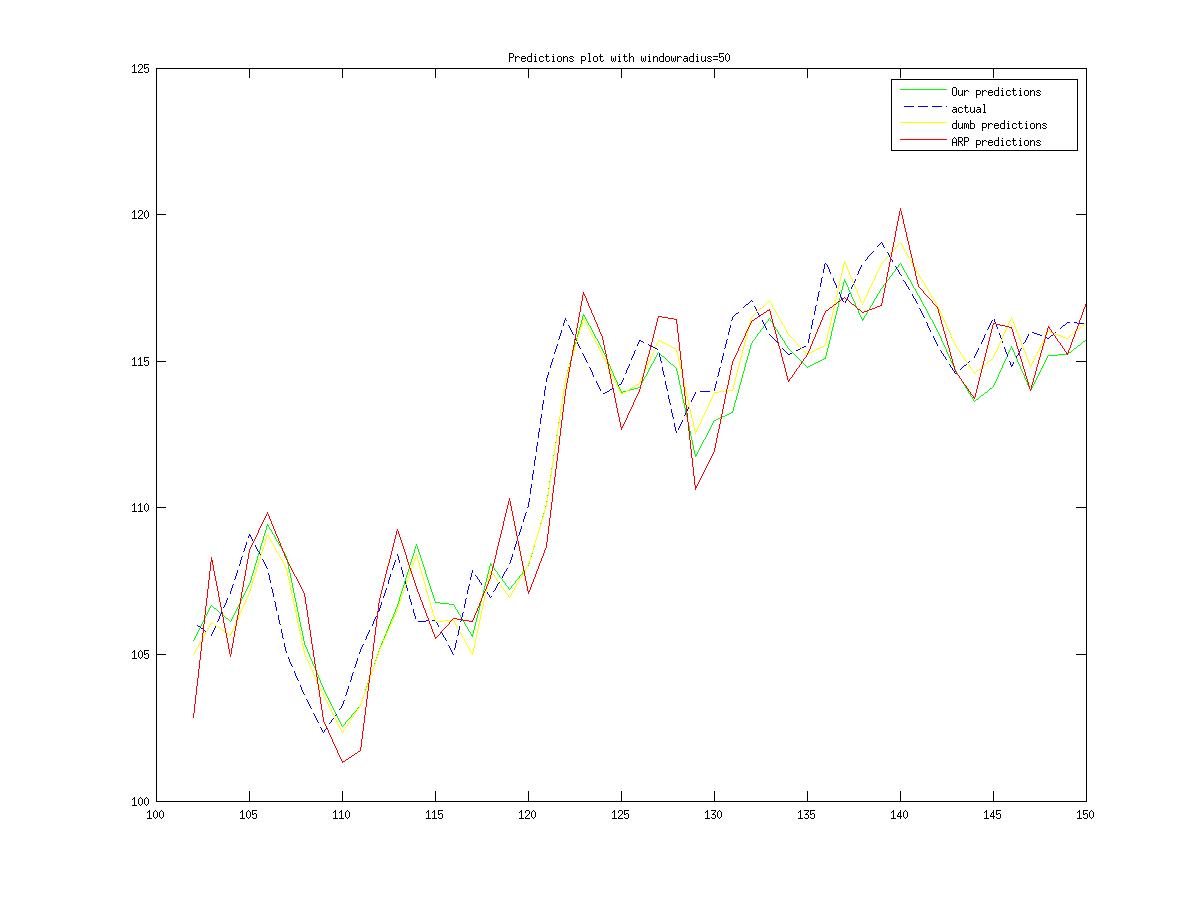 Predictions plot with windowradius=50
125
Our predictions
actual
dumb predictions
ARP predictions
120
115
110
105
100
100 105 110 115 120 125 130 135 140 145 150